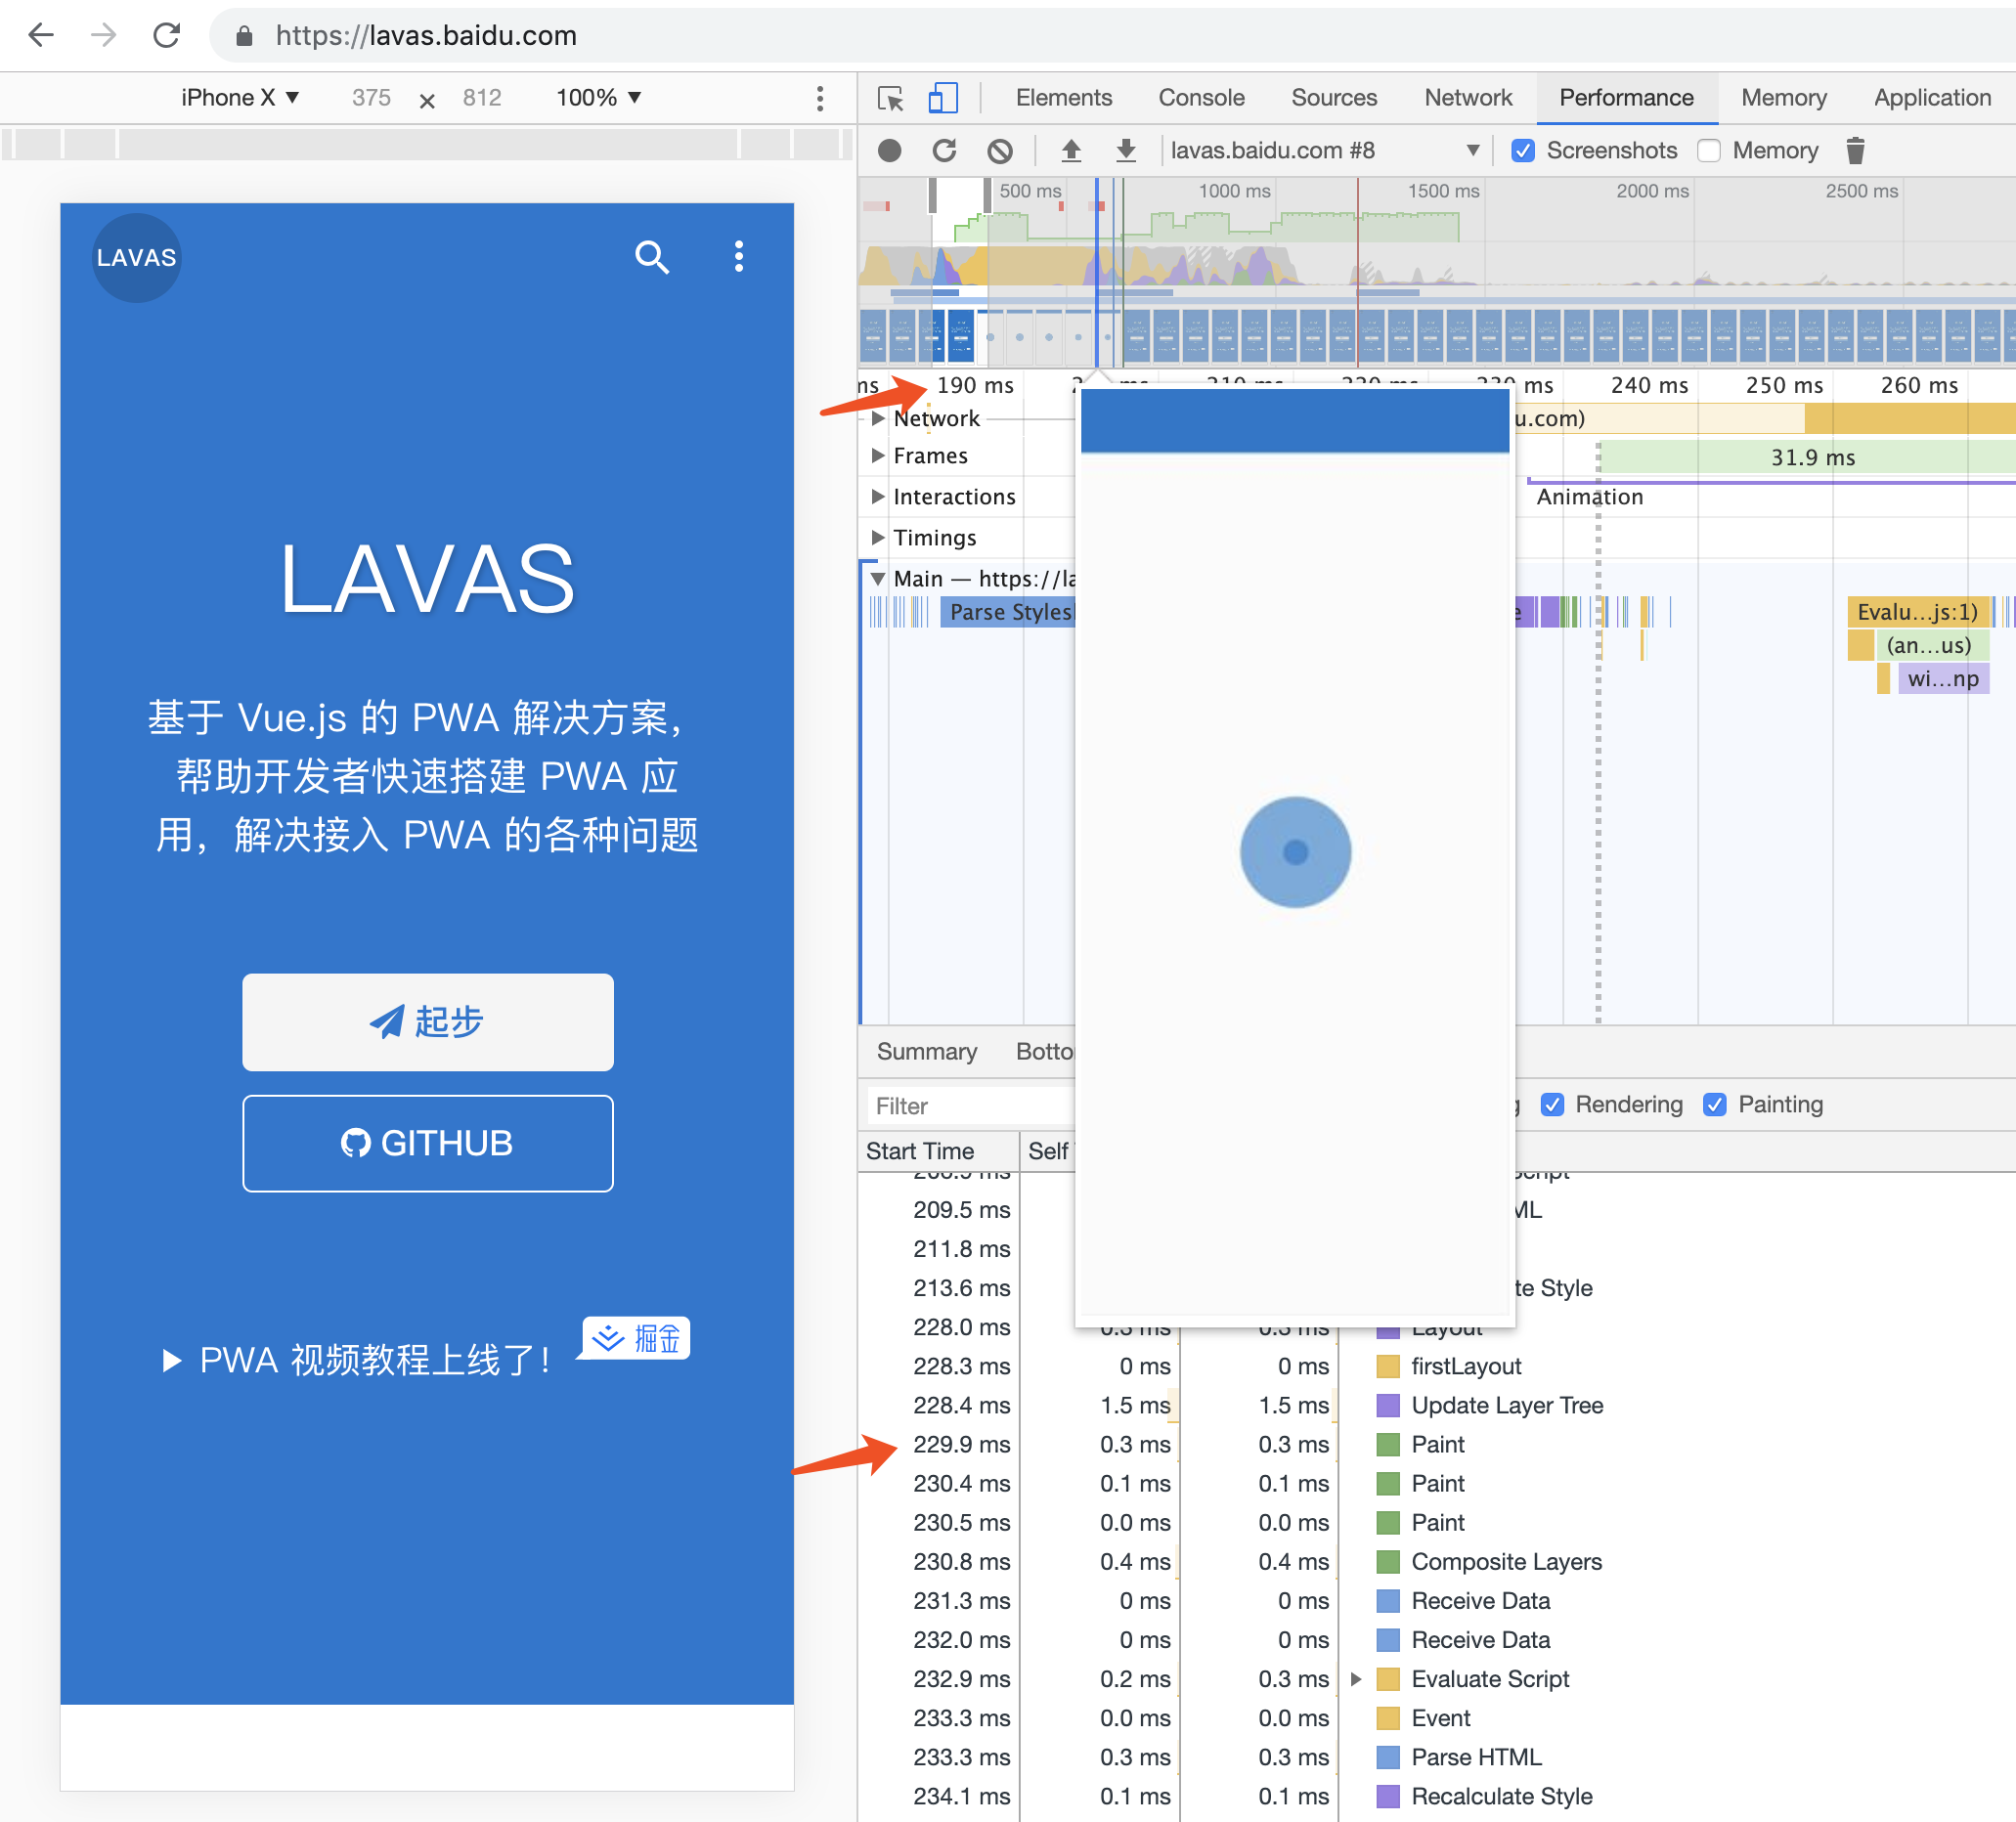 https://lavas.baidu.com
iPhone X ▼ 375 × 812 100% ▼
Elements Console Sources Network Performance Memory Application
lavas.baidu.com #8 ▼ Screenshots Memory
500 ms 1000 ms 1500 ms 2000 ms 2500 ms
LAVAS
LAVAS
基于 Vue.js 的 PWA 解决方案，
帮助开发者快速搭建 PWA 应
用，解决接入 PWA 的各种问题
起步
GITHUB
PWA 视频教程上线了！
掘金
ms 190 ms 210 ms 220 ms 230 ms 240 ms 250 ms 260 ms
Network u.com)
Frames 31.9 ms
Interactions Animation
Timings
Main — https://la
Parse Styles e Evalu...js:1)
(an...us)
wi...np
Summary Botto
Filter g Rendering Painting
Start Time Self
209.5 ms ML
211.8 ms
213.6 ms te Style
228.0 ms 0.3 ms 0.3 ms Layout
228.3 ms 0 ms 0 ms firstLayout
228.4 ms 1.5 ms 1.5 ms Update Layer Tree
229.9 ms 0.3 ms 0.3 ms Paint
230.4 ms 0.1 ms 0.1 ms Paint
230.5 ms 0.0 ms 0.0 ms Paint
230.8 ms 0.4 ms 0.4 ms Composite Layers
231.3 ms 0 ms 0 ms Receive Data
232.0 ms 0 ms 0 ms Receive Data
232.9 ms 0.2 ms 0.3 ms Evaluate Script
233.3 ms 0.0 ms 0.0 ms Event
233.3 ms 0.3 ms 0.3 ms Parse HTML
234.1 ms 0.1 ms 0.1 ms Recalculate Style